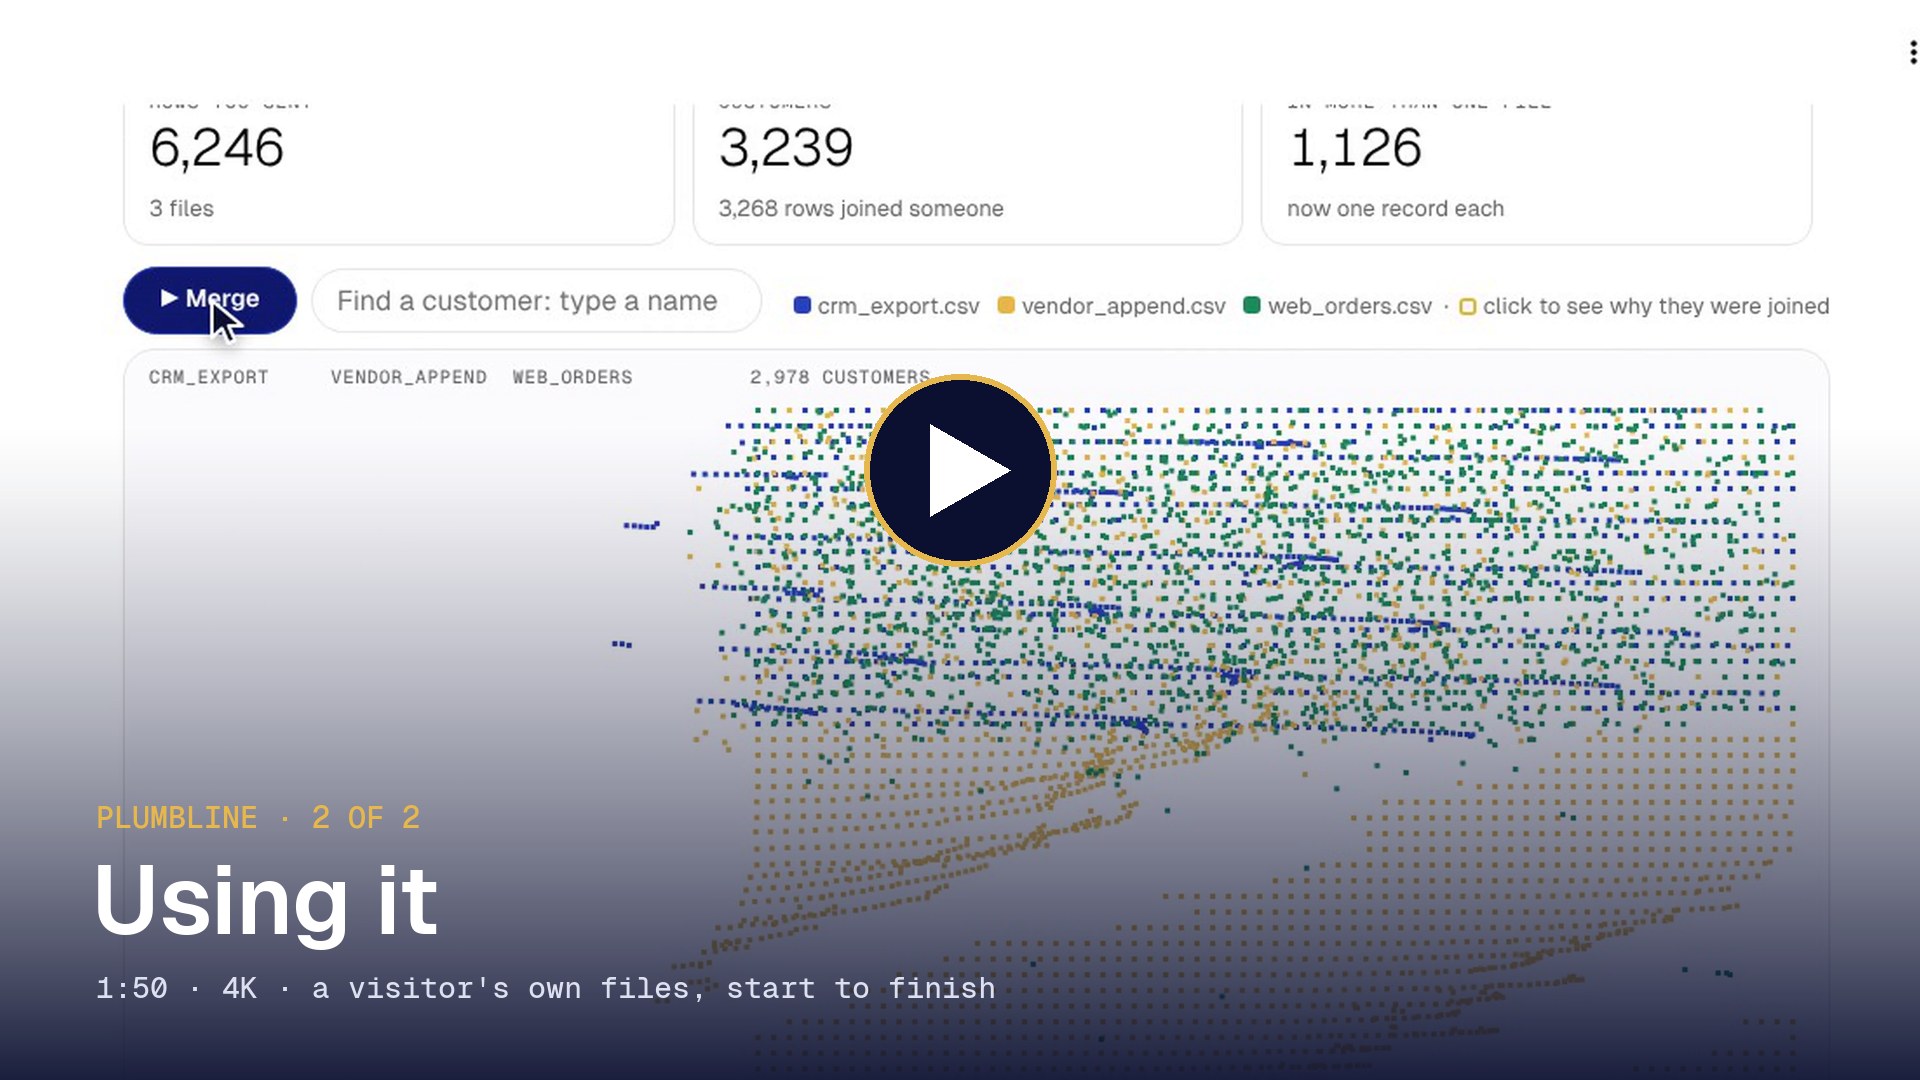 6,246
3,239
1,126
3 files
3,268 rows joined someone
now one record each
▶ Merge
Find a customer: type a name
crm_export.csv
vendor_append.csv
web_orders.csv · click to see why they were joined
CRM_EXPORT
VENDOR_APPEND
WEB_ORDERS
2,978 CUSTOMERS
PLUMBLINE · 2 OF 2
Using it
1:50 · 4K · a visitor's own files, start to finish